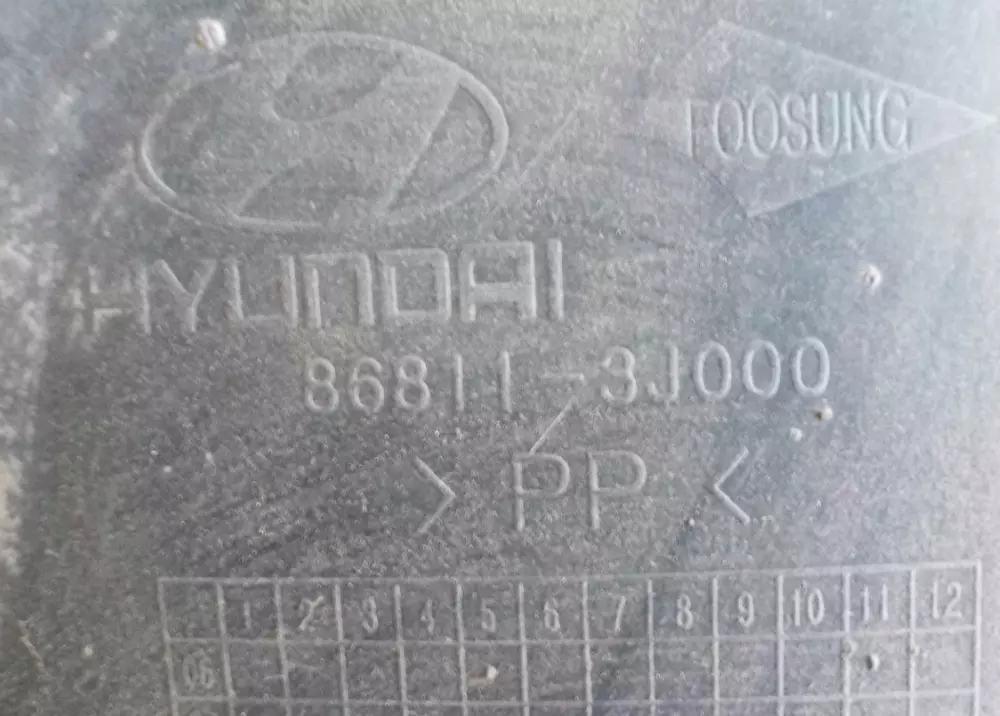 FOOSUNG
HYUNDAI
86811-3J000
>PP<
1 2 3 4 5 6 7 8 9 10 11 12
06